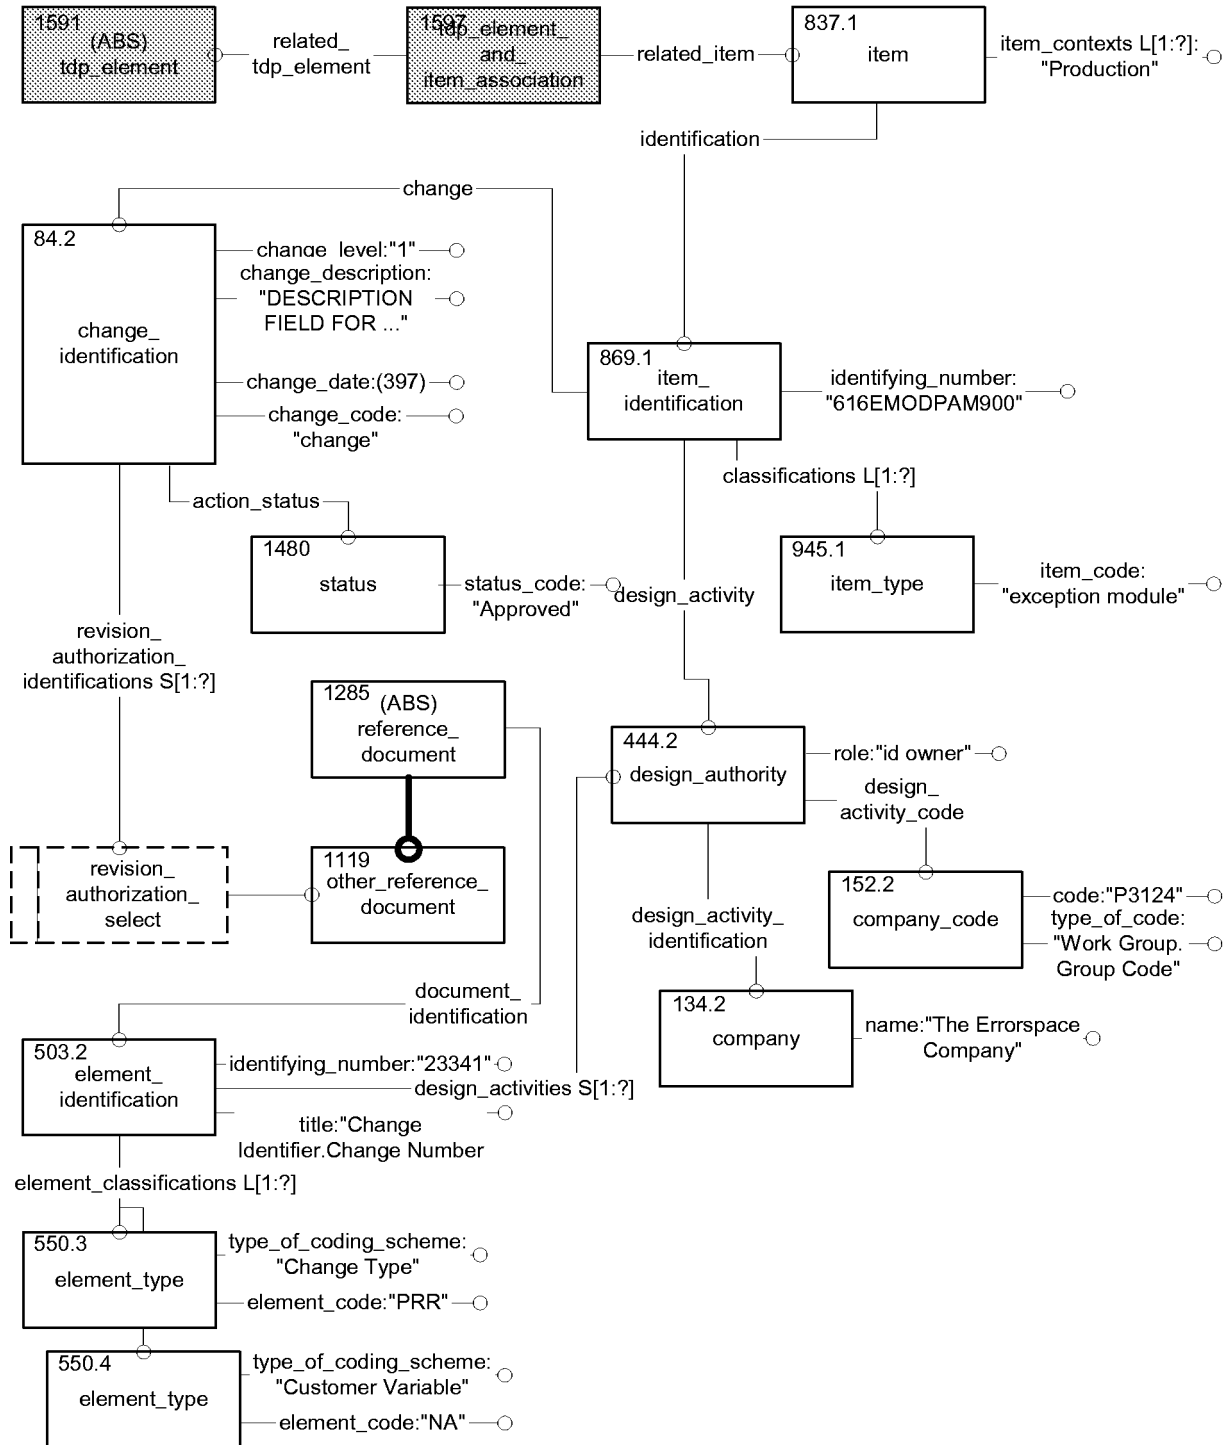 1591
(ABS)
tdp_element
related_
tdp_element
1597
tdp_element_
and_
item_association
related_item
837.1
item
item_contexts L[1:?]:
"Production"
identification
change
84.2
change_
identification
change_level:"1"
change_description:
"DESCRIPTION
FIELD FOR ..."
change_date:(397)
change_code:
"change"
869.1
item_
identification
identifying_number:
"616EMODPAM900"
classifications L[1:?]
action_status
1480
status
status_code:
"Approved"
design_activity
945.1
item_type
item_code:
"exception module"
revision_
authorization_
identifications S[1:?]
1285
(ABS)
reference_
document
444.2
design_authority
role:"id owner"
design_
activity_code
revision_
authorization_
select
1119
other_reference_
document
152.2
company_code
code:"P3124"
type_of_code:
"Work Group.
Group Code"
design_activity_
identification
document_
identification
134.2
company
name:"The Errorspace
Company"
503.2
element_
identification
identifying_number:"23341"
design_activities S[1:?]
title:"Change
Identifier.Change Number
element_classifications L[1:?]
550.3
element_type
type_of_coding_scheme:
"Change Type"
element_code:"PRR"
550.4
element_type
type_of_coding_scheme:
"Customer Variable"
element_code:"NA"